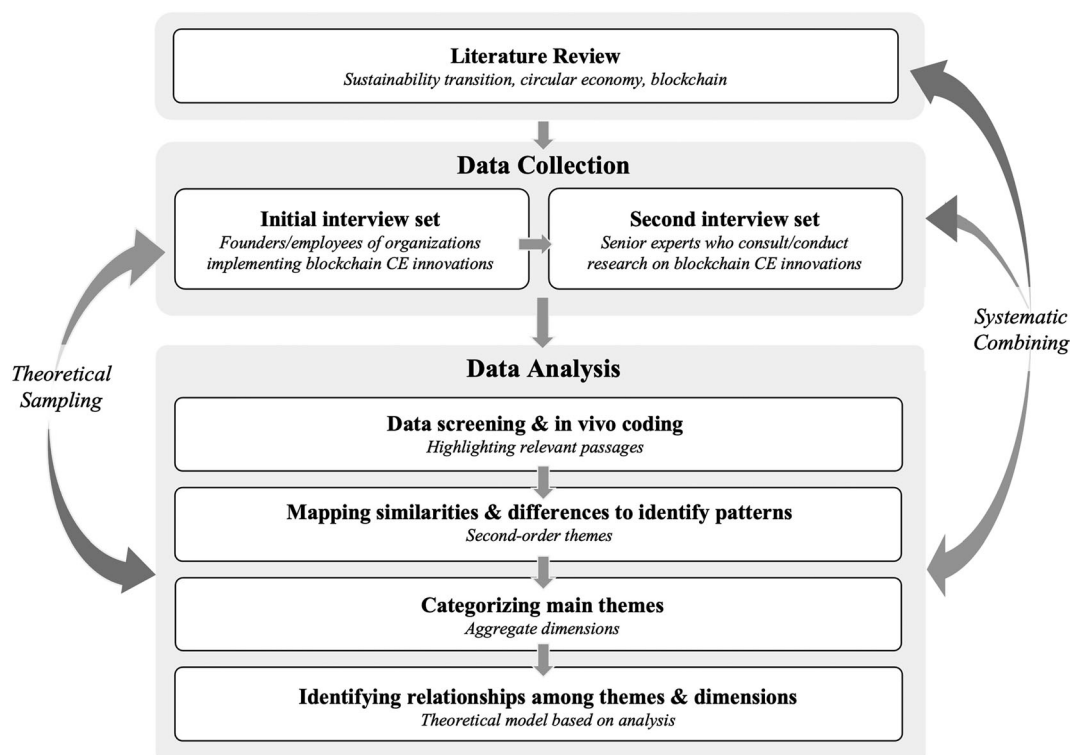 Literature Review
Sustainability transition, circular economy, blockchain
Data Collection
Initial interview set
Founders/employees of organizations
implementing blockchain CE innovations
Second interview set
Senior experts who consult/conduct
research on blockchain CE innovations
Theoretical
Sampling
Systematic
Combining
Data Analysis
Data screening & in vivo coding
Highlighting relevant passages
Mapping similarities & differences to identify patterns
Second-order themes
Categorizing main themes
Aggregate dimensions
Identifying relationships among themes & dimensions
Theoretical model based on analysis